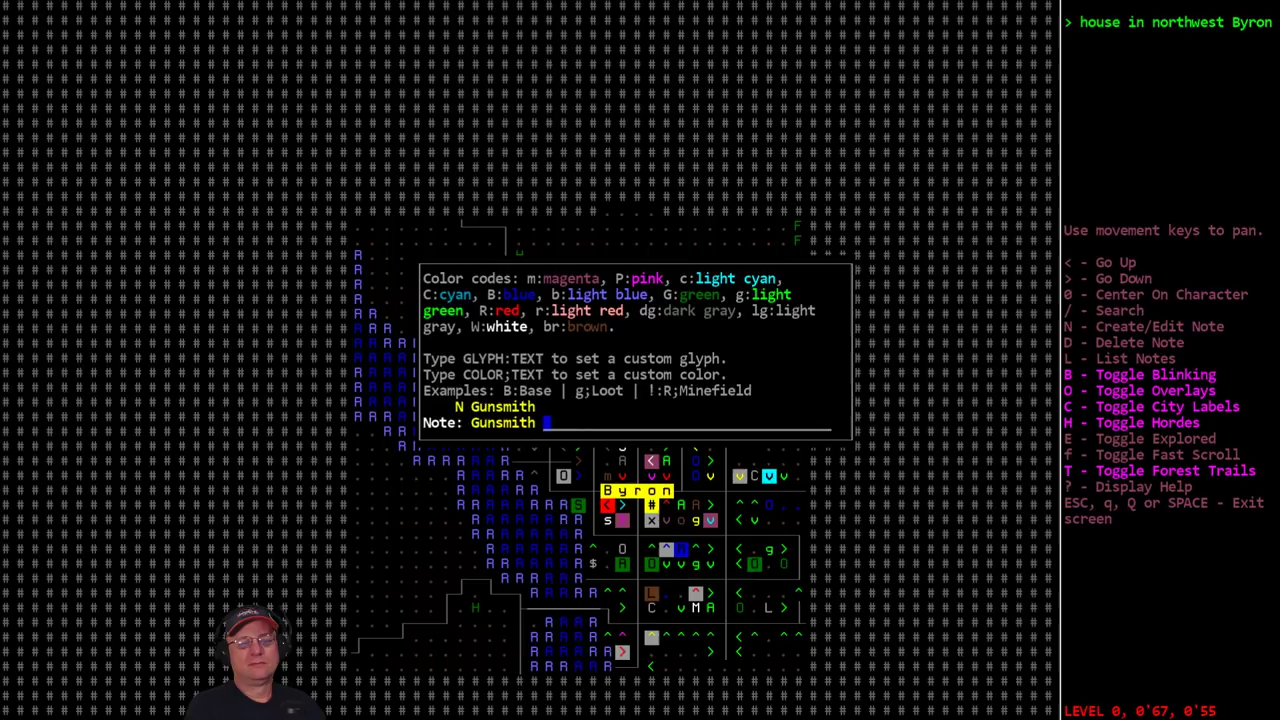 > house in northwest Byron
Use movement keys to pan.
< - Go Up
> - Go Down
0 - Center On Character
/ - Search
N - Create/Edit Note
D - Delete Note
L - List Notes
B - Toggle Blinking
O - Toggle Overlays
C - Toggle City Labels
H - Toggle Hordes
E - Toggle Explored
f - Toggle Fast Scroll
T - Toggle Forest Trails
? - Display Help
ESC, q, Q or SPACE - Exit
screen
LEVEL 0, 0'67, 0'55
Color codes: m:magenta, P:pink, c:light cyan,
C:cyan, B:blue, b:light blue, G:green, g:light
green, R:red, r:light red, dg:dark gray, lg:light
gray, W:white, br:brown.
Type GLYPH:TEXT to set a custom glyph.
Type COLOR;TEXT to set a custom color.
Examples: B:Base | g;Loot | !:R;Minefield
N Gunsmith
Note: Gunsmith
Byron